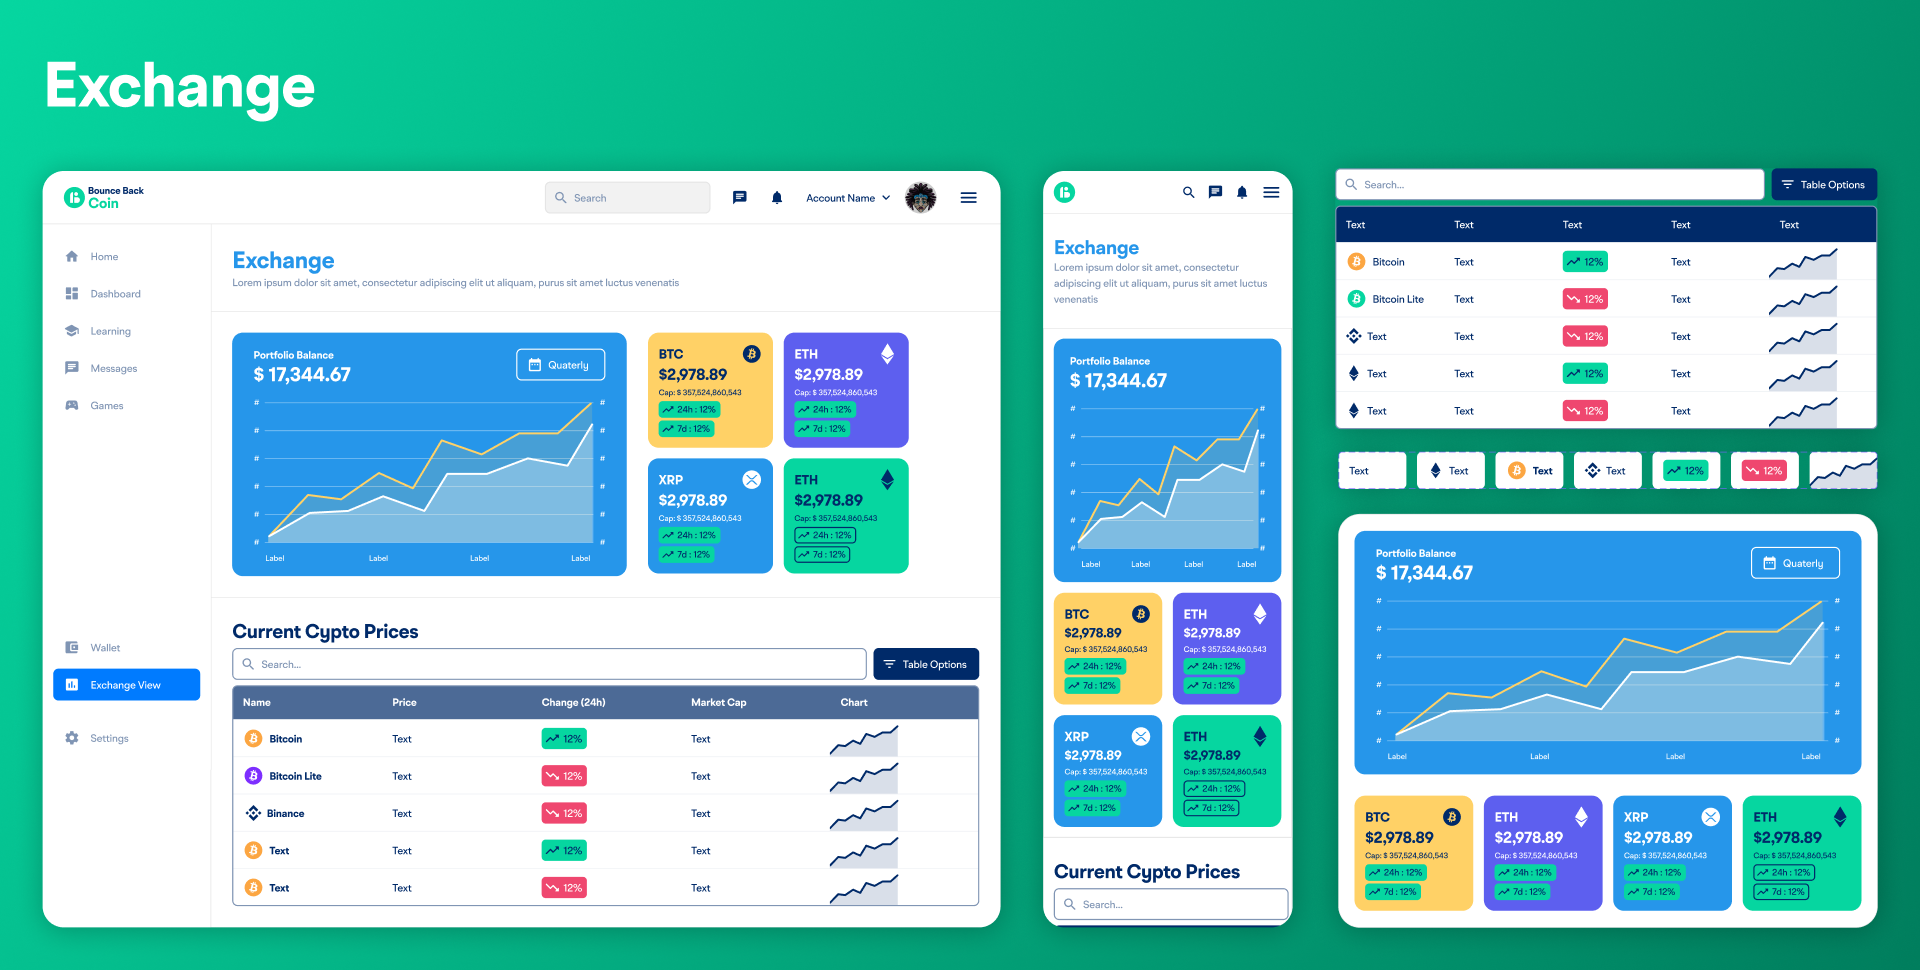 Exchange
Bounce Back
Coin
Search
Account Name
Home
Dashboard
Learning
Messages
Games
Wallet
Exchange View
Settings
Exchange
Lorem ipsum dolor sit amet, consectetur adipiscing elit ut aliquam, purus sit amet luctus venenatis
Portfolio Balance
$ 17,344.67
Quaterly
# #
# #
# #
# #
# #
# #
Label Label Label Label
BTC
$2,978.89
Cap: $ 357,524,860,543
24h : 12%
7d : 12%
ETH
$2,978.89
Cap: $ 357,524,860,543
24h : 12%
7d : 12%
XRP
$2,978.89
Cap: $ 357,524,860,543
24h : 12%
7d : 12%
ETH
$2,978.89
Cap: $ 357,524,860,543
24h : 12%
7d : 12%
Current Cypto Prices
Search...
Table Options
Name Price Change (24h) Market Cap Chart
Bitcoin Text 12% Text
Bitcoin Lite Text 12% Text
Binance Text 12% Text
Text Text 12% Text
Text Text 12% Text
Exchange
Lorem ipsum dolor sit amet, consectetur
adipiscing elit ut aliquam, purus sit amet luctus
venenatis
Portfolio Balance
$ 17,344.67
# #
# #
# #
# #
# #
# #
Label Label Label Label
BTC
$2,978.89
Cap: $ 357,524,860,543
24h : 12%
7d : 12%
ETH
$2,978.89
Cap: $ 357,524,860,543
24h : 12%
7d : 12%
XRP
$2,978.89
Cap: $ 357,524,860,543
24h : 12%
7d : 12%
ETH
$2,978.89
Cap: $ 357,524,860,543
24h : 12%
7d : 12%
Current Cypto Prices
Search...
Search...
Table Options
Text Text Text Text Text
Bitcoin Text 12% Text
Bitcoin Lite Text 12% Text
Text Text 12% Text
Text Text 12% Text
Text Text 12% Text
Text Text Text Text 12% 12%
Portfolio Balance
$ 17,344.67
Quaterly
# #
# #
# #
# #
# #
# #
Label Label Label Label
BTC
$2,978.89
Cap: $ 357,524,860,543
24h : 12%
7d : 12%
ETH
$2,978.89
Cap: $ 357,524,860,543
24h : 12%
7d : 12%
XRP
$2,978.89
Cap: $ 357,524,860,543
24h : 12%
7d : 12%
ETH
$2,978.89
Cap: $ 357,524,860,543
24h : 12%
7d : 12%